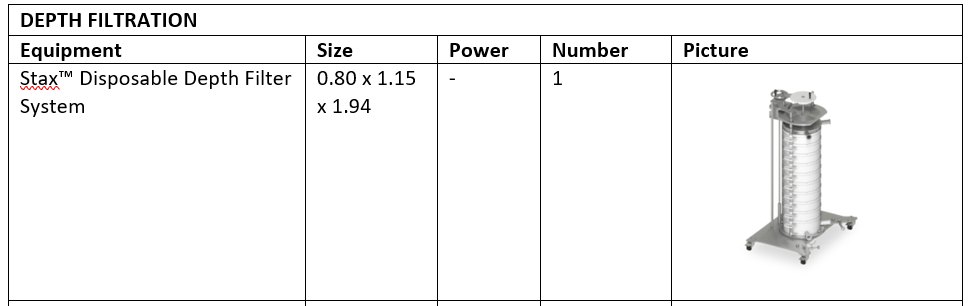 DEPTH FILTRATION
Equipment Size Power Number Picture
Stax™ Disposable Depth Filter System 0.80 x 1.15 x 1.94 - 1